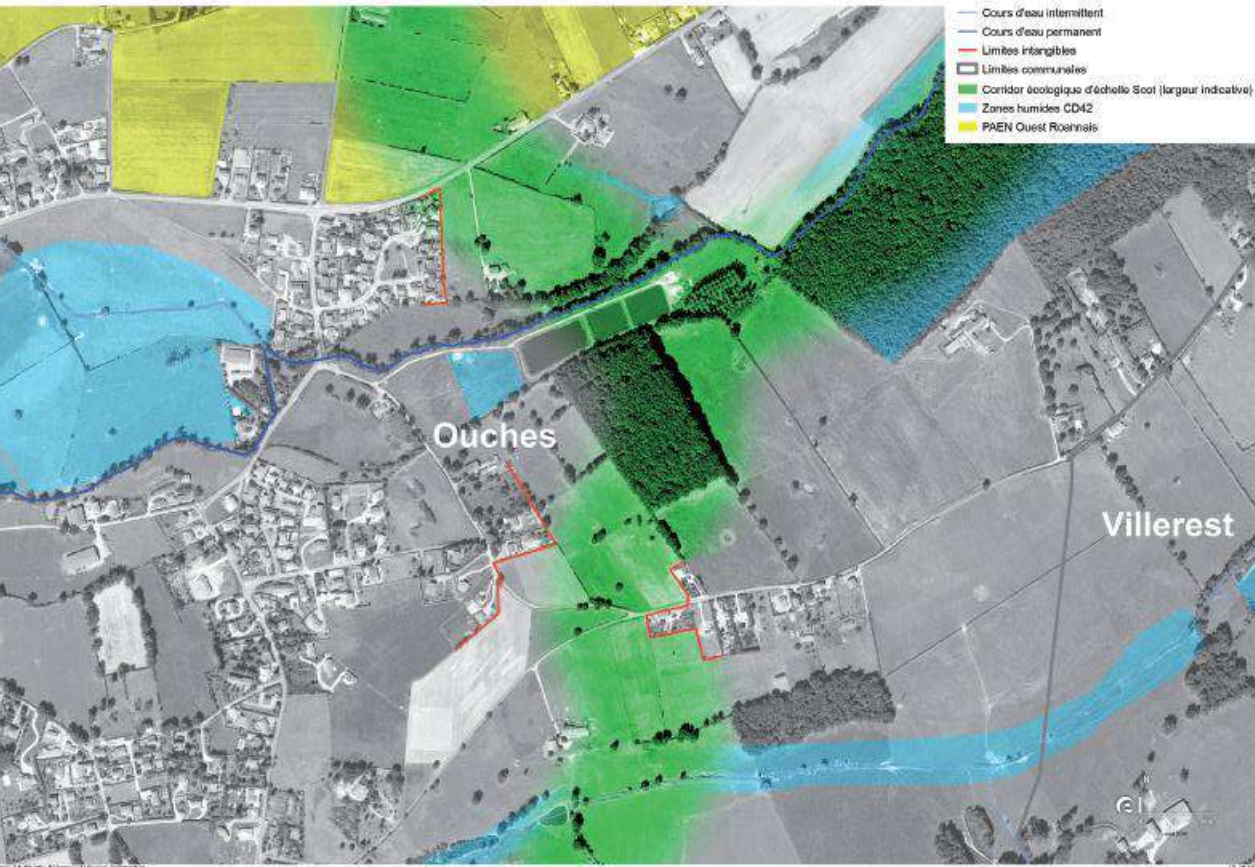 Cours d'eau intermittent
Cours d'eau permanent
Limites intangibles
Limites communales
Corridor écologique d'échelle Scot (largeur indicative)
Zones humides CD42
PAEN Ouest Roannais
Ouches
Villerest